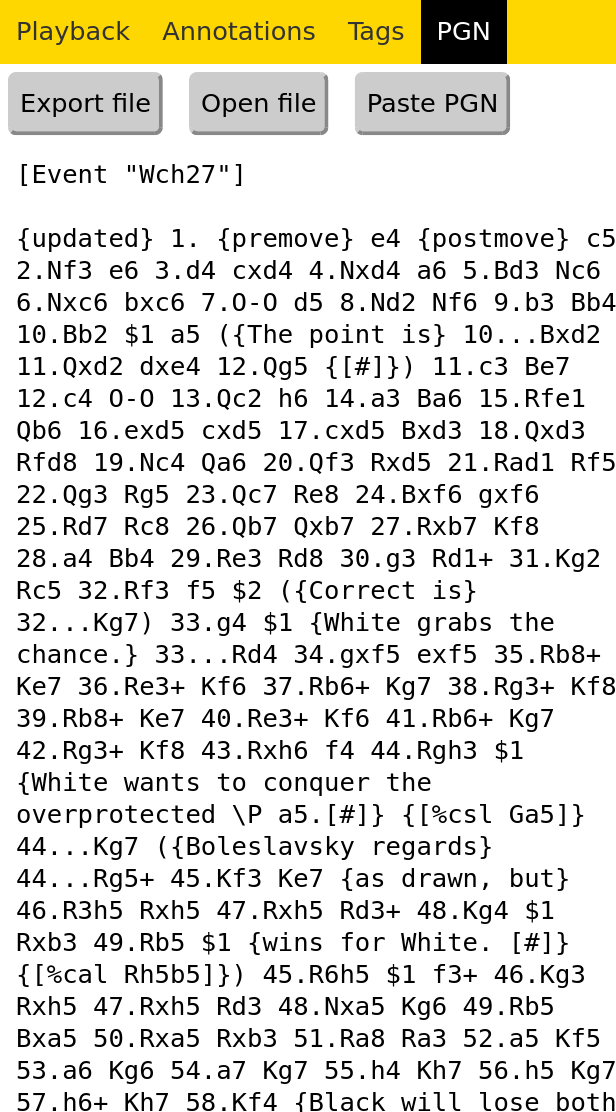 Playback Annotations Tags PGN
Export file Open file Paste PGN
[Event "Wch27"]
{updated} 1. {premove} e4 {postmove} c5
2.Nf3 e6 3.d4 cxd4 4.Nxd4 a6 5.Bd3 Nc6
6.Nxc6 bxc6 7.O-O d5 8.Nd2 Nf6 9.b3 Bb4
10.Bb2 $1 a5 ({The point is} 10...Bxd2
11.Qxd2 dxe4 12.Qg5 {[#]}) 11.c3 Be7
12.c4 O-O 13.Qc2 h6 14.a3 Ba6 15.Rfe1
Qb6 16.exd5 cxd5 17.cxd5 Bxd3 18.Qxd3
Rfd8 19.Nc4 Qa6 20.Qf3 Rxd5 21.Rad1 Rf5
22.Qg3 Rg5 23.Qc7 Re8 24.Bxf6 gxf6
25.Rd7 Rc8 26.Qb7 Qxb7 27.Rxb7 Kf8
28.a4 Bb4 29.Re3 Rd8 30.g3 Rd1+ 31.Kg2
Rc5 32.Rf3 f5 $2 ({Correct is}
32...Kg7) 33.g4 $1 {White grabs the
chance.} 33...Rd4 34.gxf5 exf5 35.Rb8+
Ke7 36.Re3+ Kf6 37.Rb6+ Kg7 38.Rg3+ Kf8
39.Rb8+ Ke7 40.Re3+ Kf6 41.Rb6+ Kg7
42.Rg3+ Kf8 43.Rxh6 f4 44.Rgh3 $1
{White wants to conquer the
overprotected \P a5.[#]} {[%csl Ga5]}
44...Kg7 ({Boleslavsky regards}
44...Rg5+ 45.Kf3 Ke7 {as drawn, but}
46.R3h5 Rxh5 47.Rxh5 Rd3+ 48.Kg4 $1
Rxb3 49.Rb5 $1 {wins for White. [#]}
{[%cal Rh5b5]}) 45.R6h5 $1 f3+ 46.Kg3
Rxh5 47.Rxh5 Rd3 48.Nxa5 Kg6 49.Rb5
Bxa5 50.Rxa5 Rxb3 51.Ra8 Ra3 52.a5 Kf5
53.a6 Kg6 54.a7 Kg7 55.h4 Kh7 56.h5 Kg7
57.h6+ Kh7 58.Kf4 {Black will lose both